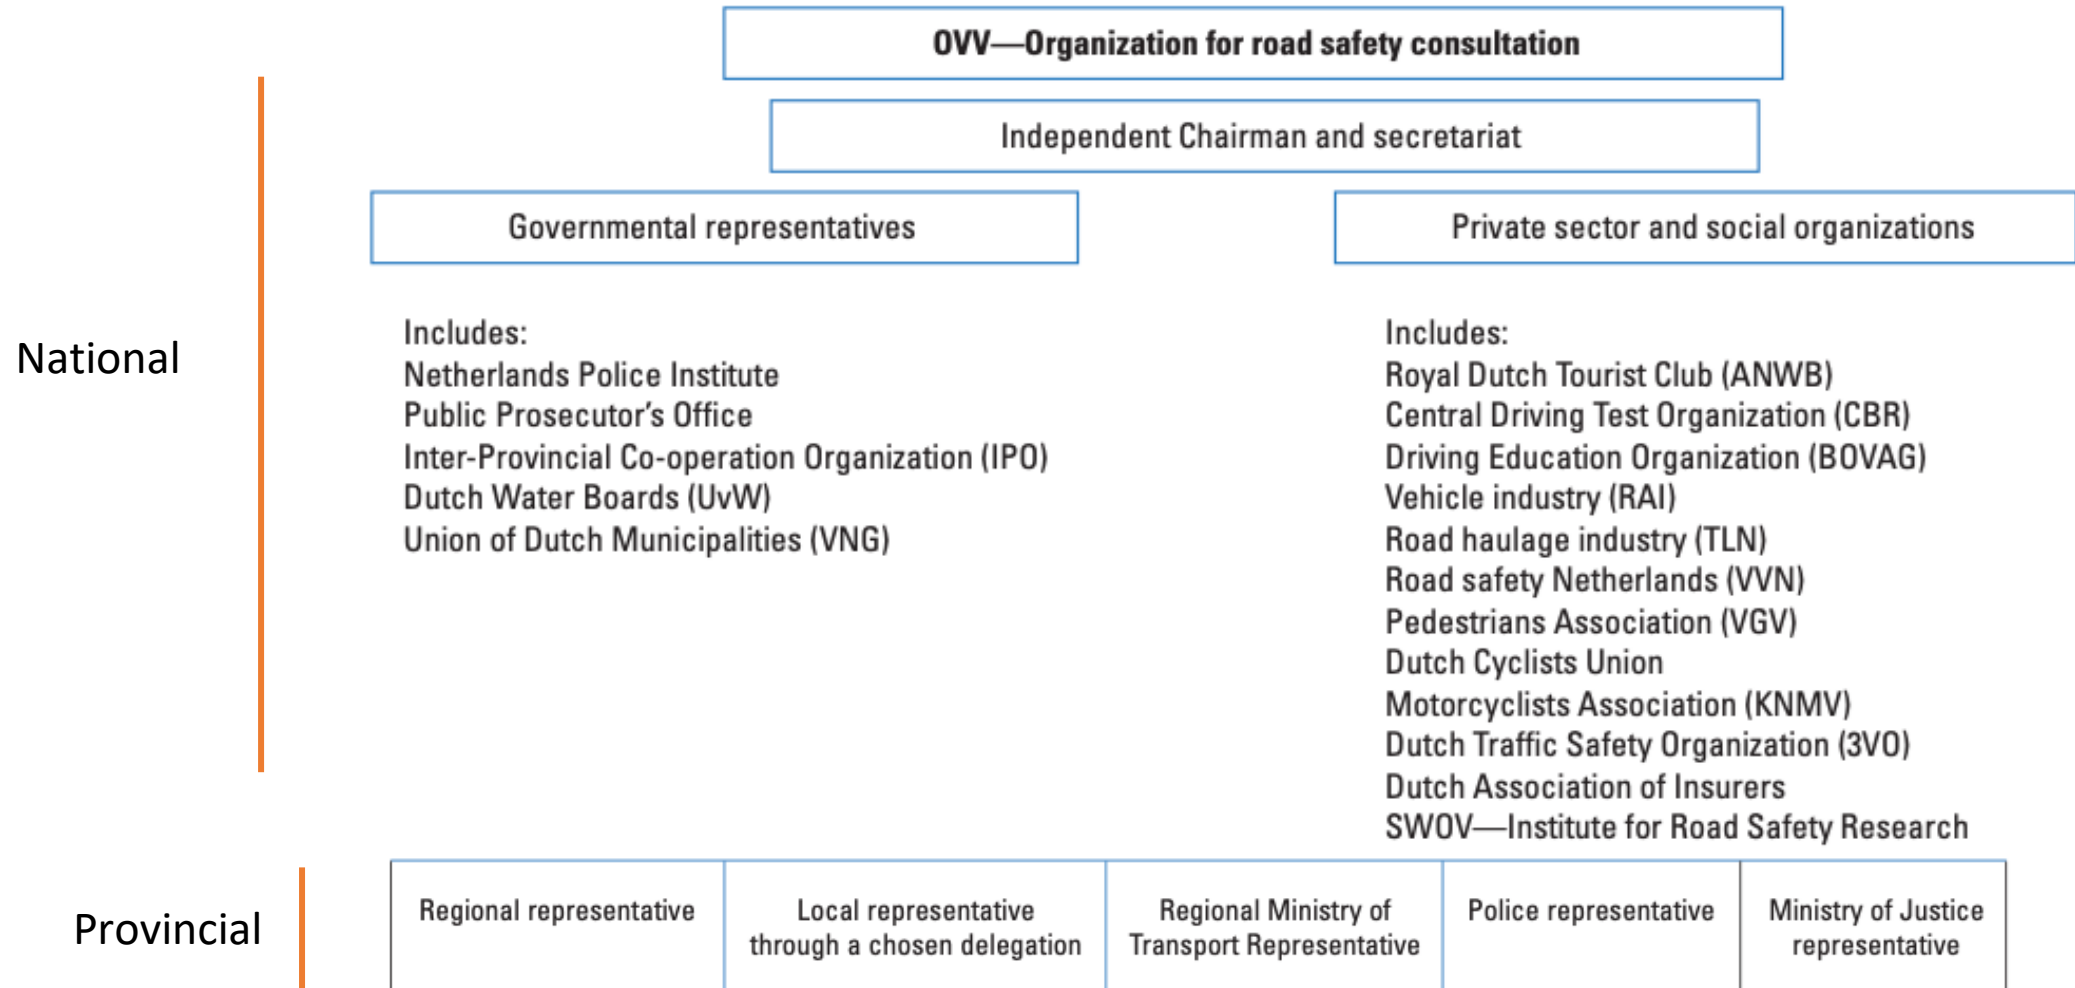 OVV—Organization for road safety consultation
Independent Chairman and secretariat
Governmental representatives
Private sector and social organizations
National
Includes:
Netherlands Police Institute
Public Prosecutor’s Office
Inter-Provincial Co-operation Organization (IPO)
Dutch Water Boards (UvW)
Union of Dutch Municipalities (VNG)
Includes:
Royal Dutch Tourist Club (ANWB)
Central Driving Test Organization (CBR)
Driving Education Organization (BOVAG)
Vehicle industry (RAI)
Road haulage industry (TLN)
Road safety Netherlands (VVN)
Pedestrians Association (VGV)
Dutch Cyclists Union
Motorcyclists Association (KNMV)
Dutch Traffic Safety Organization (3VO)
Dutch Association of Insurers
SWOV—Institute for Road Safety Research
Provincial
Regional representative
Local representative
through a chosen delegation
Regional Ministry of
Transport Representative
Police representative
Ministry of Justice
representative